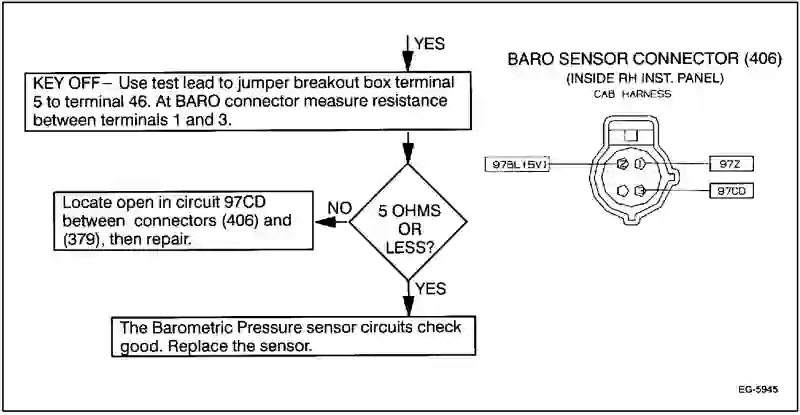 YES
KEY OFF – Use test lead to jumper breakout box terminal
5 to terminal 46. At BARO connector measure resistance
between terminals 1 and 3.
BARO SENSOR CONNECTOR (406)
(INSIDE RH INST. PANEL)
CAB HARNESS
97BL(5V)
2
1
97Z
3
97CD
Locate open in circuit 97CD
between connectors (406) and
(379), then repair.
NO
5 OHMS
OR
LESS?
YES
The Barometric Pressure sensor circuits check
good. Replace the sensor.
EG-5945